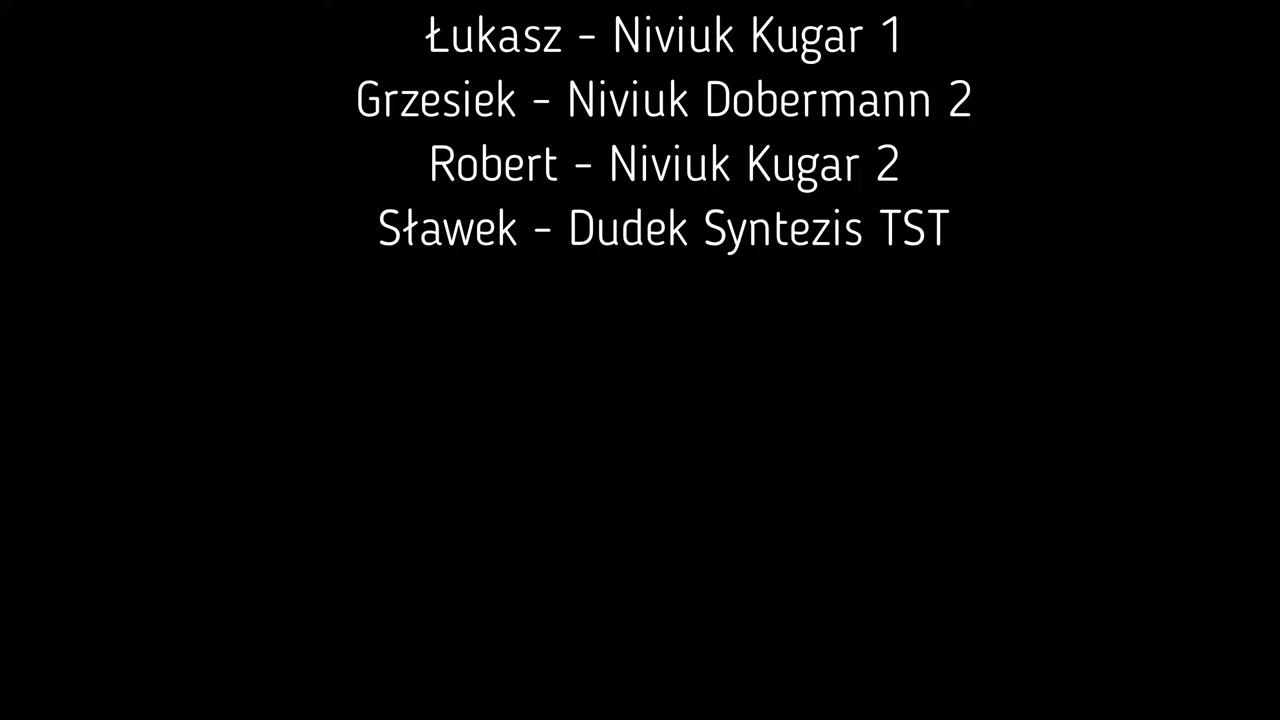 Łukasz - Niviuk Kugar 1
Grzesiek - Niviuk Dobermann 2
Robert - Niviuk Kugar 2
Sławek - Dudek Syntezis TST